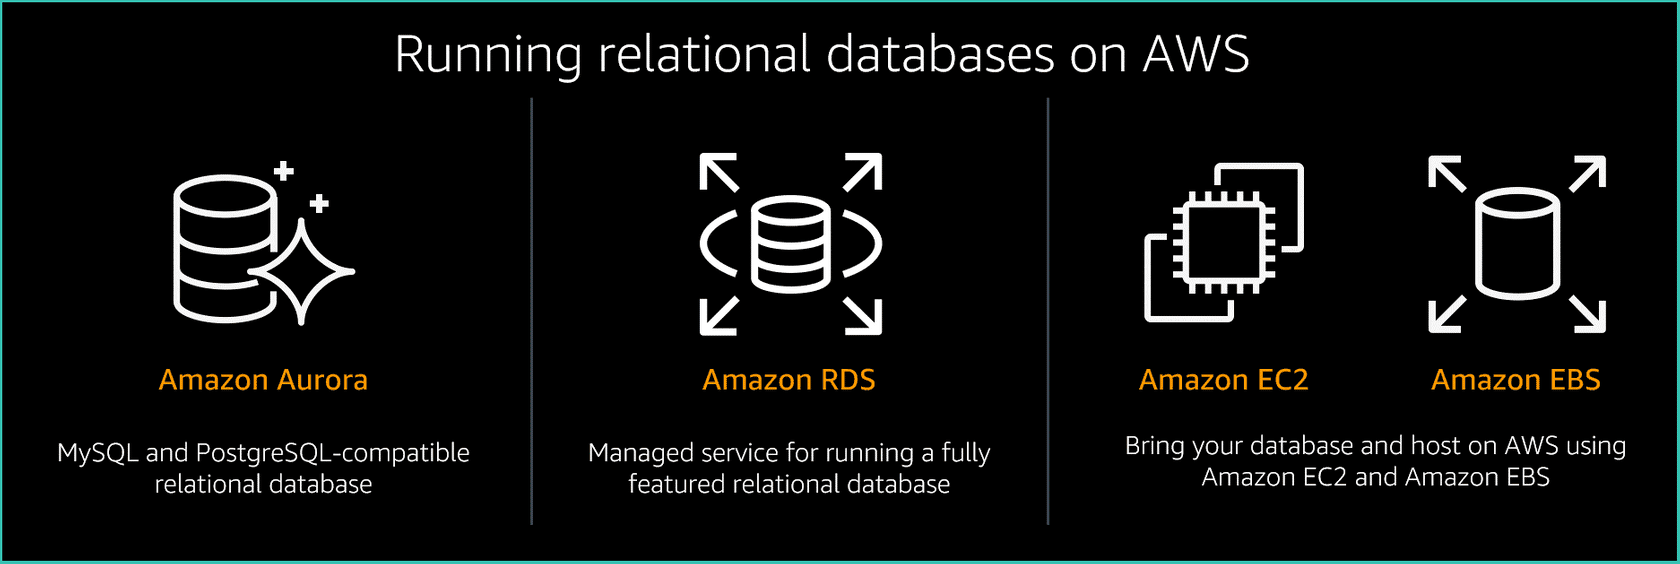 Running relational databases on AWS
Amazon Aurora
MySQL and PostgreSQL-compatible
relational database
Amazon RDS
Managed service for running a fully
featured relational database
Amazon EC2
Amazon EBS
Bring your database and host on AWS using
Amazon EC2 and Amazon EBS